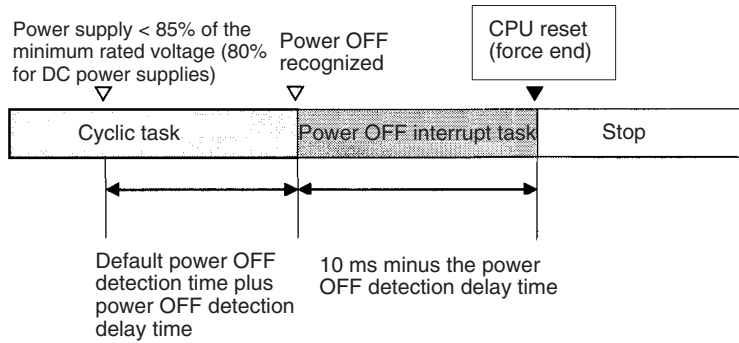 Power supply < 85% of the
minimum rated voltage (80%
for DC power supplies)
Power OFF
recognized
CPU reset
(force end)
Cyclic task
Power OFF interrupt task
Stop
Default power OFF
detection time plus
power OFF detection
delay time
10 ms minus the power
OFF detection delay time